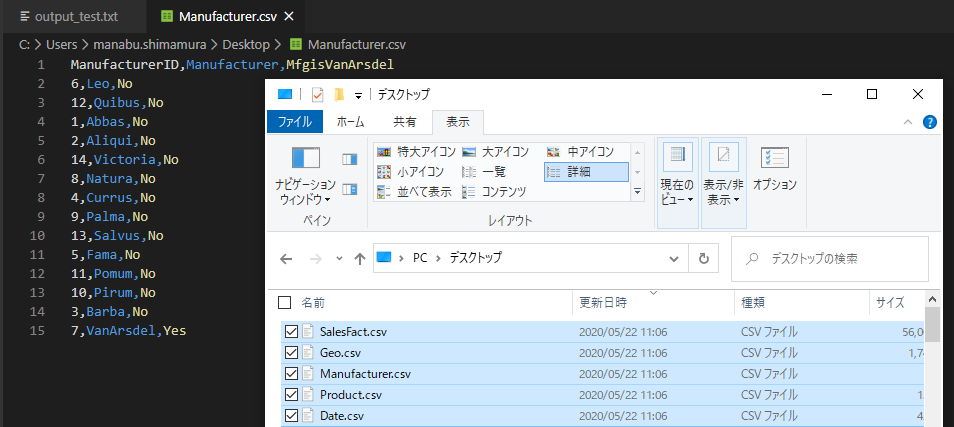 output_test.txt
Manufacturer.csv
C: > Users > manabu.shimamura > Desktop > Manufacturer.csv
1 ManufacturerID,Manufacturer,MfgisVanArsdel
2 6,Leo,No
3 12,Quibus,No
4 1,Abbas,No
5 2,Aliqui,No
6 14,Victoria,No
7 8,Natura,No
8 4,Currus,No
9 9,Palma,No
10 13,Salvus,No
11 5,Fama,No
12 11,Pomum,No
13 10,Pirum,No
14 3,Barba,No
15 7,VanArsdel,Yes
デスクトップ
ファイル ホーム 共有 表示
ナビゲーション
ウィンドウ
ペイン
特大アイコン 大アイコン 中アイコン
小アイコン 一覧 詳細
並べて表示 コンテンツ
レイアウト
現在の
ビュー
表示/非
表示
オプション
PC > デスクトップ
デスクトップの検索
名前 更新日時 種類 サイズ
SalesFact.csv 2020/05/22 11:06 CSV ファイル
Geo.csv 2020/05/22 11:06 CSV ファイル
Manufacturer.csv 2020/05/22 11:06 CSV ファイル
Product.csv 2020/05/22 11:06 CSV ファイル
Date.csv 2020/05/22 11:06 CSV ファイル